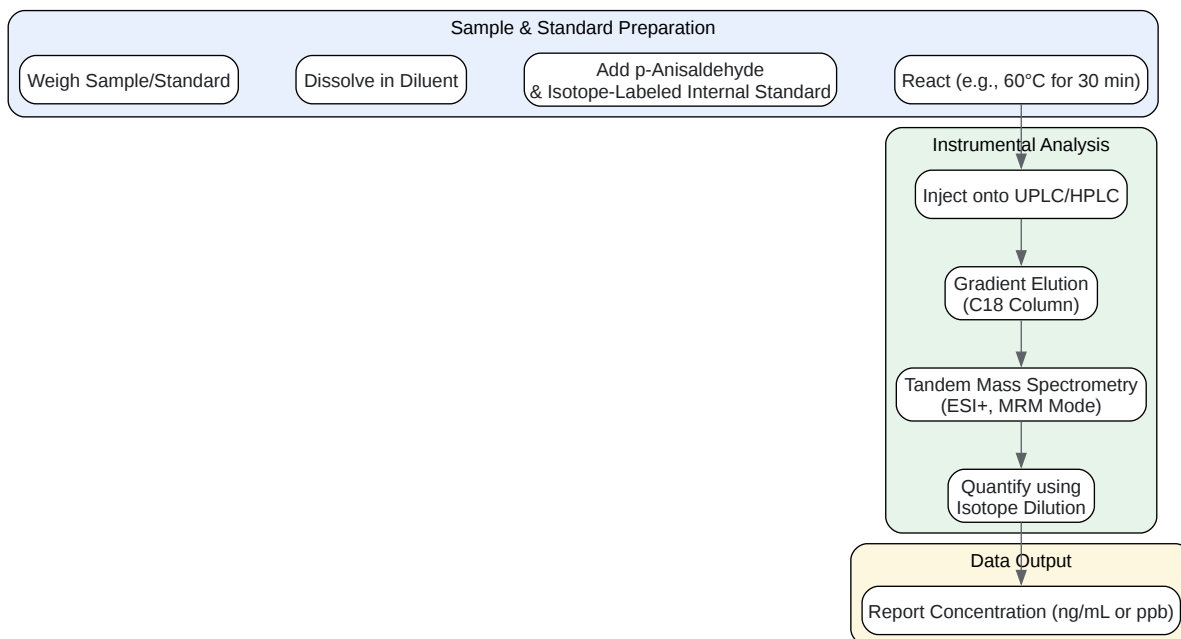 Sample & Standard Preparation
Weigh Sample/Standard
Dissolve in Diluent
Add p-Anisaldehyde
& Isotope-Labeled Internal Standard
React (e.g., 60°C for 30 min)
Instrumental Analysis
Inject onto UPLC/HPLC
Gradient Elution
(C18 Column)
Tandem Mass Spectrometry
(ESI+, MRM Mode)
Quantify using
Isotope Dilution
Data Output
Report Concentration (ng/mL or ppb)